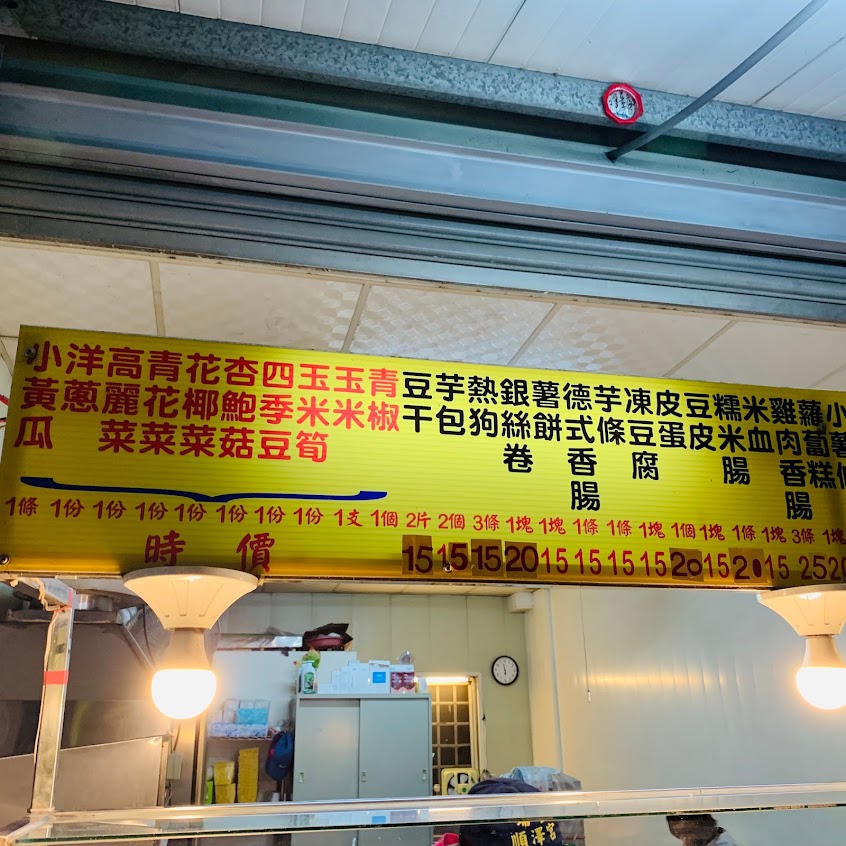 小黃瓜
洋蔥
高麗菜
青花菜
花椰菜
杏鮑菇
四季豆
玉米筍
玉米
青椒
豆干
芋包
熱狗
銀絲卷
薯餅
德式香腸
芋條
凍豆腐
皮蛋
豆皮
糯米腸
米血
雞肉香腸
蘿蔔糕
小薯
1條 1份 1份 1份 1份 1份 1份 1份 1支 1個 2片 2個 3條 1塊 1塊 1條 1條 1塊 1個 1塊 1條 1塊 3條 1塊
時價 15 15 15 20 15 15 15 15 20 15 20 15 25 20
順澤宮